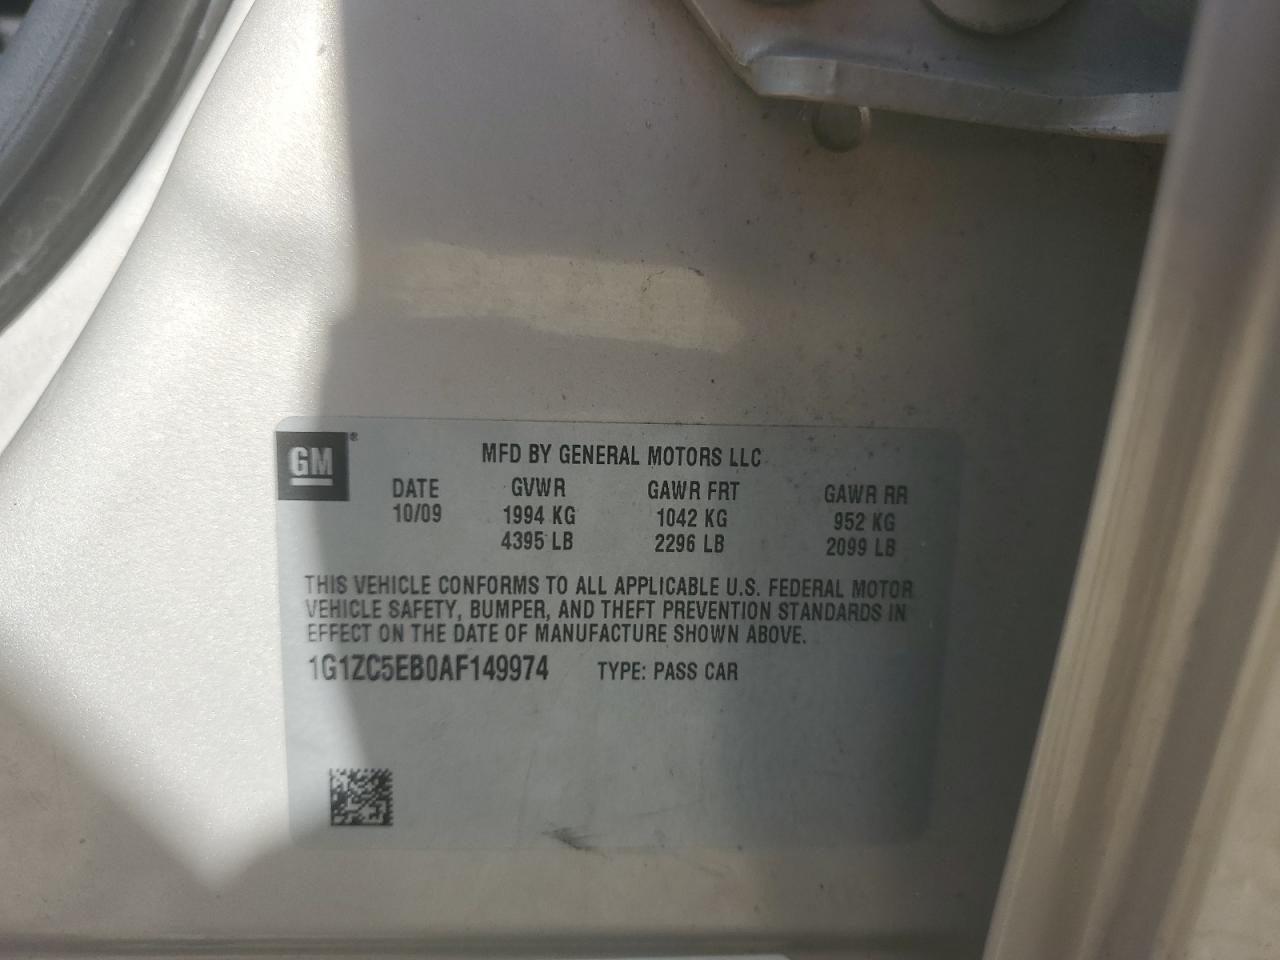 GM®
MFD BY GENERAL MOTORS LLC
DATE GVWR GAWR FRT GAWR RR
10/09 1994 KG 1042 KG 952 KG
4395 LB 2296 LB 2099 LB
THIS VEHICLE CONFORMS TO ALL APPLICABLE U.S. FEDERAL MOTOR
VEHICLE SAFETY, BUMPER, AND THEFT PREVENTION STANDARDS IN
EFFECT ON THE DATE OF MANUFACTURE SHOWN ABOVE.
1G1ZC5EB0AF149974 TYPE: PASS CAR